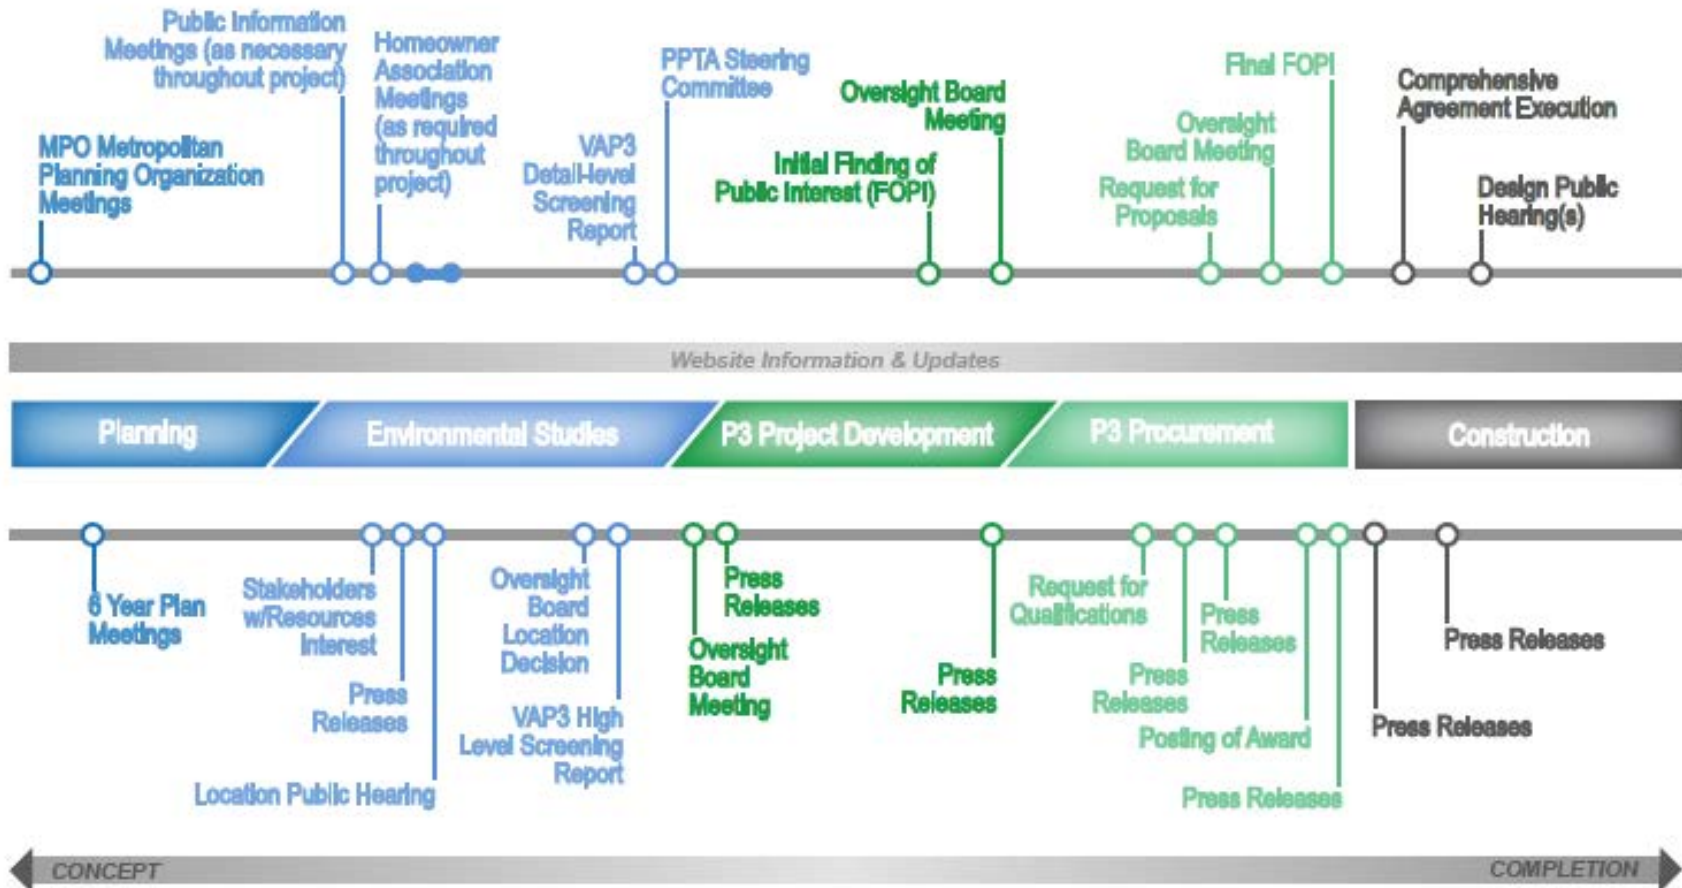 Public Information
Meetings (as necessary
throughout project)
Homeowner
Association
Meetings
(as required
throughout
project)
PPTA Steering
Committee
Final FOPI
Comprehensive
Agreement Execution
Oversight Board
Meeting
Oversight
Board Meeting
MPO Metropolitan
Planning Organization
Meetings
VAP3
Detail-level
Screening
Report
Initial Finding of
Public Interest (FOPI)
Request for
Proposals
Design Public
Hearing(s)
Website Information & Updates
Planning
Environmental Studies
P3 Project Development
P3 Procurement
Construction
6 Year Plan
Meetings
Stakeholders
w/Resources
Interest
Press
Releases
Location Public Hearing
Oversight
Board
Location
Decision
VAP3 High
Level Screening
Report
Press
Releases
Oversight
Board
Meeting
Press
Releases
Request for
Qualifications
Press
Releases
Press
Releases
Posting of Award
Press Releases
Press Releases
Press Releases
CONCEPT
COMPLETION